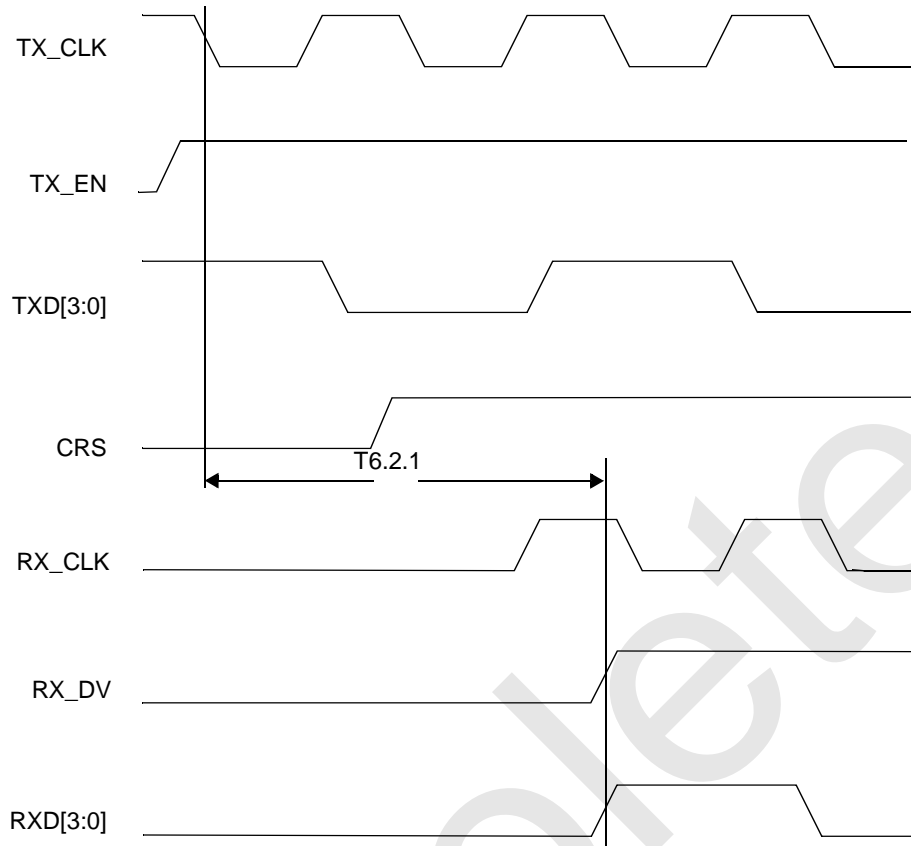 TX_CLK
TX_EN
TXD[3:0]
CRS
T6.2.1
RX_CLK
RX_DV
RXD[3:0]